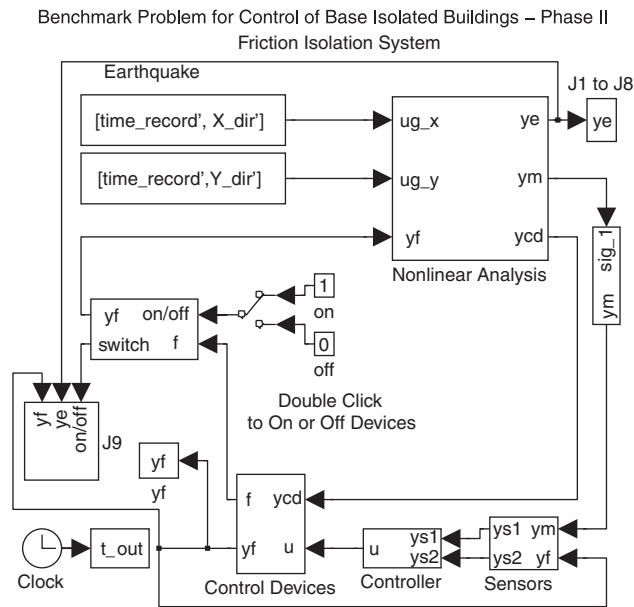 Benchmark Problem for Control of Base Isolated Buildings – Phase II
Friction Isolation System
Earthquake
J1 to J8
[time_record', X_dir']
ug_x
ye
ye
[time_record',Y_dir']
ug_y
ym
yf
ycd
sig_1
ym
Nonlinear Analysis
1
on
yf
on/off
switch
f
0
off
Double Click
to On or Off Devices
yf
ye
on/off
J9
yf
yf
f
ycd
yf
u
Control Devices
u
ys1
ys2
Controller
ys1
ym
ys2
yf
Sensors
t_out
Clock